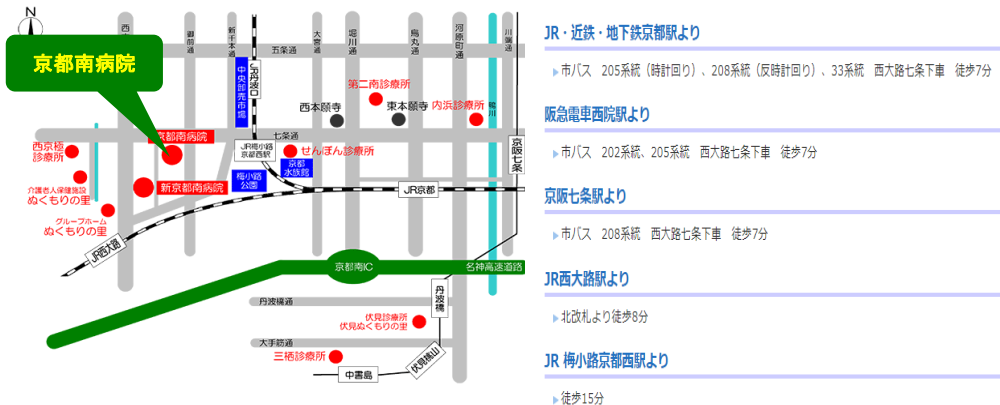 N
西大路通
御前通
新千本通
大宮通
堀川通
烏丸通
河原町通
川端通
京都南病院
五条通
JR丹波口
中央卸売市場
第二南診療所
西本願寺
東本願寺
内浜診療所
鴨川
京都南病院
七条通
京阪七条
西京極
診療所
JR梅小路
京都西駅
せんぽん診療所
京都
水族館
介護老人保健施設
ぬくもりの里
新京都南病院
梅小路
公園
JR京都
グループホーム
ぬくもりの里
JR西大路
京都南IC
名神高速道路
丹波橋通
丹波橋
伏見診療所
伏見ぬくもりの里
大手筋通
三栖診療所
伏見桃山
中書島
JR・近鉄・地下鉄京都駅より
市バス 205系統（時計回り）、208系統（反時計回り）、33系統 西大路七条下車 徒歩7分
阪急電車西院駅より
市バス 202系統、205系統 西大路七条下車 徒歩7分
京阪七条駅より
市バス 208系統 西大路七条下車 徒歩7分
JR西大路駅より
北改札より徒歩8分
JR 梅小路京都西駅より
徒歩15分